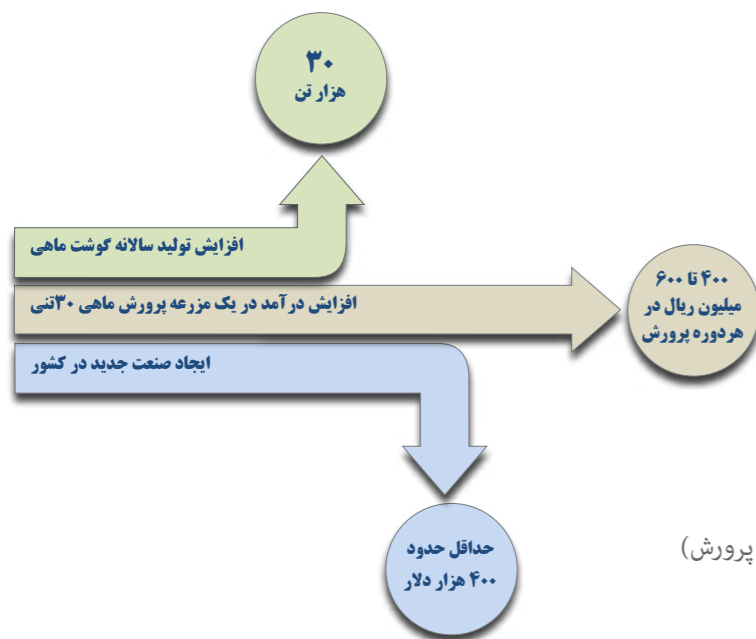 ۳۰
هزار تن
افزایش تولید سالانه گوشت ماهی
افزایش درآمد در یک مزرعه پرورش ماهی ۳۰تنی
۴۰۰ تا ۶۰۰
میلیون ریال در
هردوره پرورش
ایجاد صنعت جدید در کشور
حداقل حدود
۴۰۰ هزار دلار
پرورش)